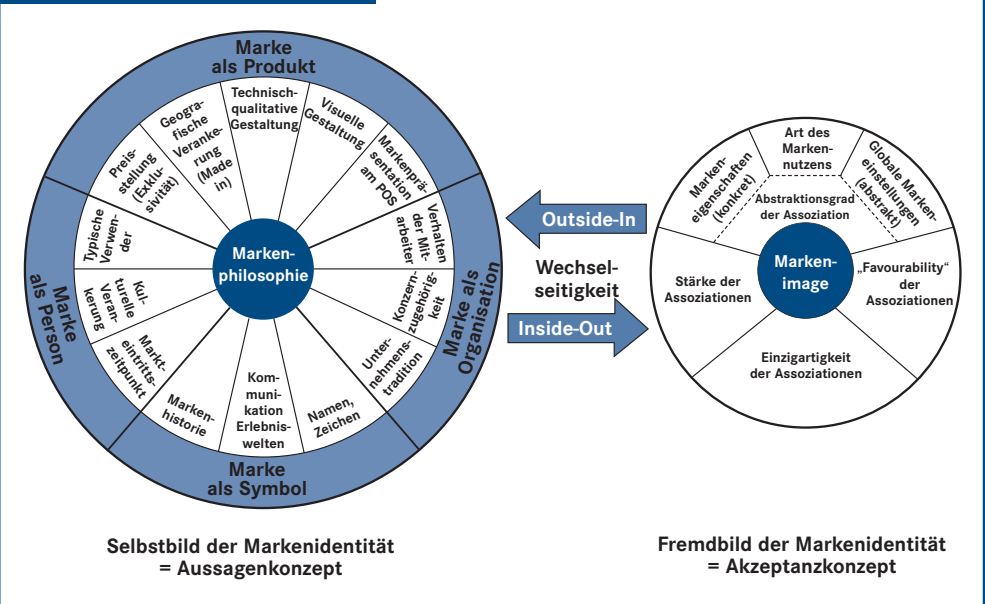 Marke
als Produkt
Technisch-
qualitative
Gestaltung
Visuelle
Gestaltung
Markenprä-
sentation
am POS
Geogra-
fische
Veranke-
rung
(Made
in)
Preis-
stellung
(Exklu-
sivität)
Marke als
Organisation
Verhalten
der Mit-
arbeiter
Konzern-
zugehörig-
keit
Unter-
nehmens-
tradition
Marke
als Symbol
Namen,
Zeichen
Kom-
muni-
kation
Erlebnis-
welten
Marken-
historie
Marke
als Person
Markt-
eintritts-
zeitpunkt
Kul-
turelle
Veran-
kerung
Typische
Verwen-
der
Marken-
philosophie
Outside-In
Wechsel-
seitigkeit
Inside-Out
Marken-
eigenschaften
(konkret)
Art des
Marken-
nutzens
Globale Marken-
einstellungen
(abstrakt)
Abstraktionsgrad
der Assoziation
Marken-
image
Stärke der
Assoziationen
„Favourability“
der
Assoziationen
Einzigartigkeit
der Assoziationen
Selbstbild der Markenidentität
= Aussagenkonzept
Fremdbild der Markenidentität
= Akzeptanzkonzept